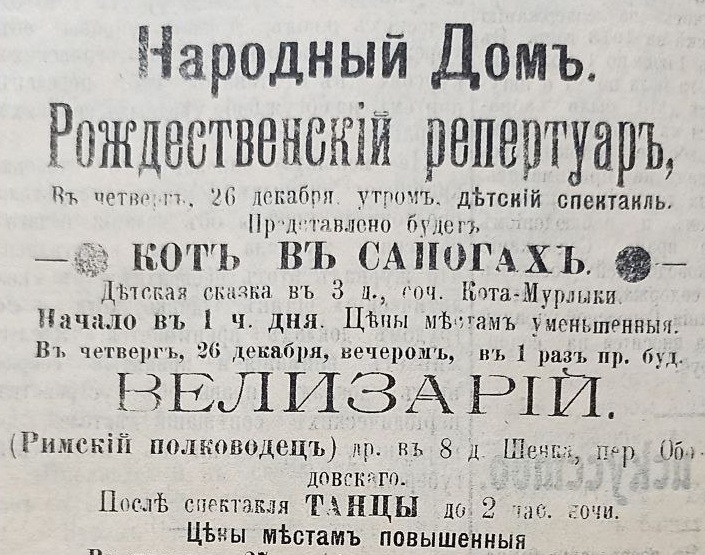 Народный Домъ.
Рождественскій репертуаръ,
Въ четвергъ, 26 декабря, утромъ, дѣтскій спектакль.
Представлено будетъ
КОТЪ ВЪ САПОГАХЪ.
Дѣтская сказка въ 3 д., соч. Кота-Мурлыки.
Начало въ 1 ч. дня. Цѣны мѣстамъ уменьшенныя.
Въ четвергъ, 26 декабря, вечеромъ, въ 1 разъ пр. буд.
ВЕЛИЗАРІЙ.
(Римскій полководецъ) др. въ 8 д. Шенка, пер Обо-
довскаго.
Послѣ спектакля ТАНЦЫ до 2 час. ночи.
Цѣны мѣстамъ повышенныя